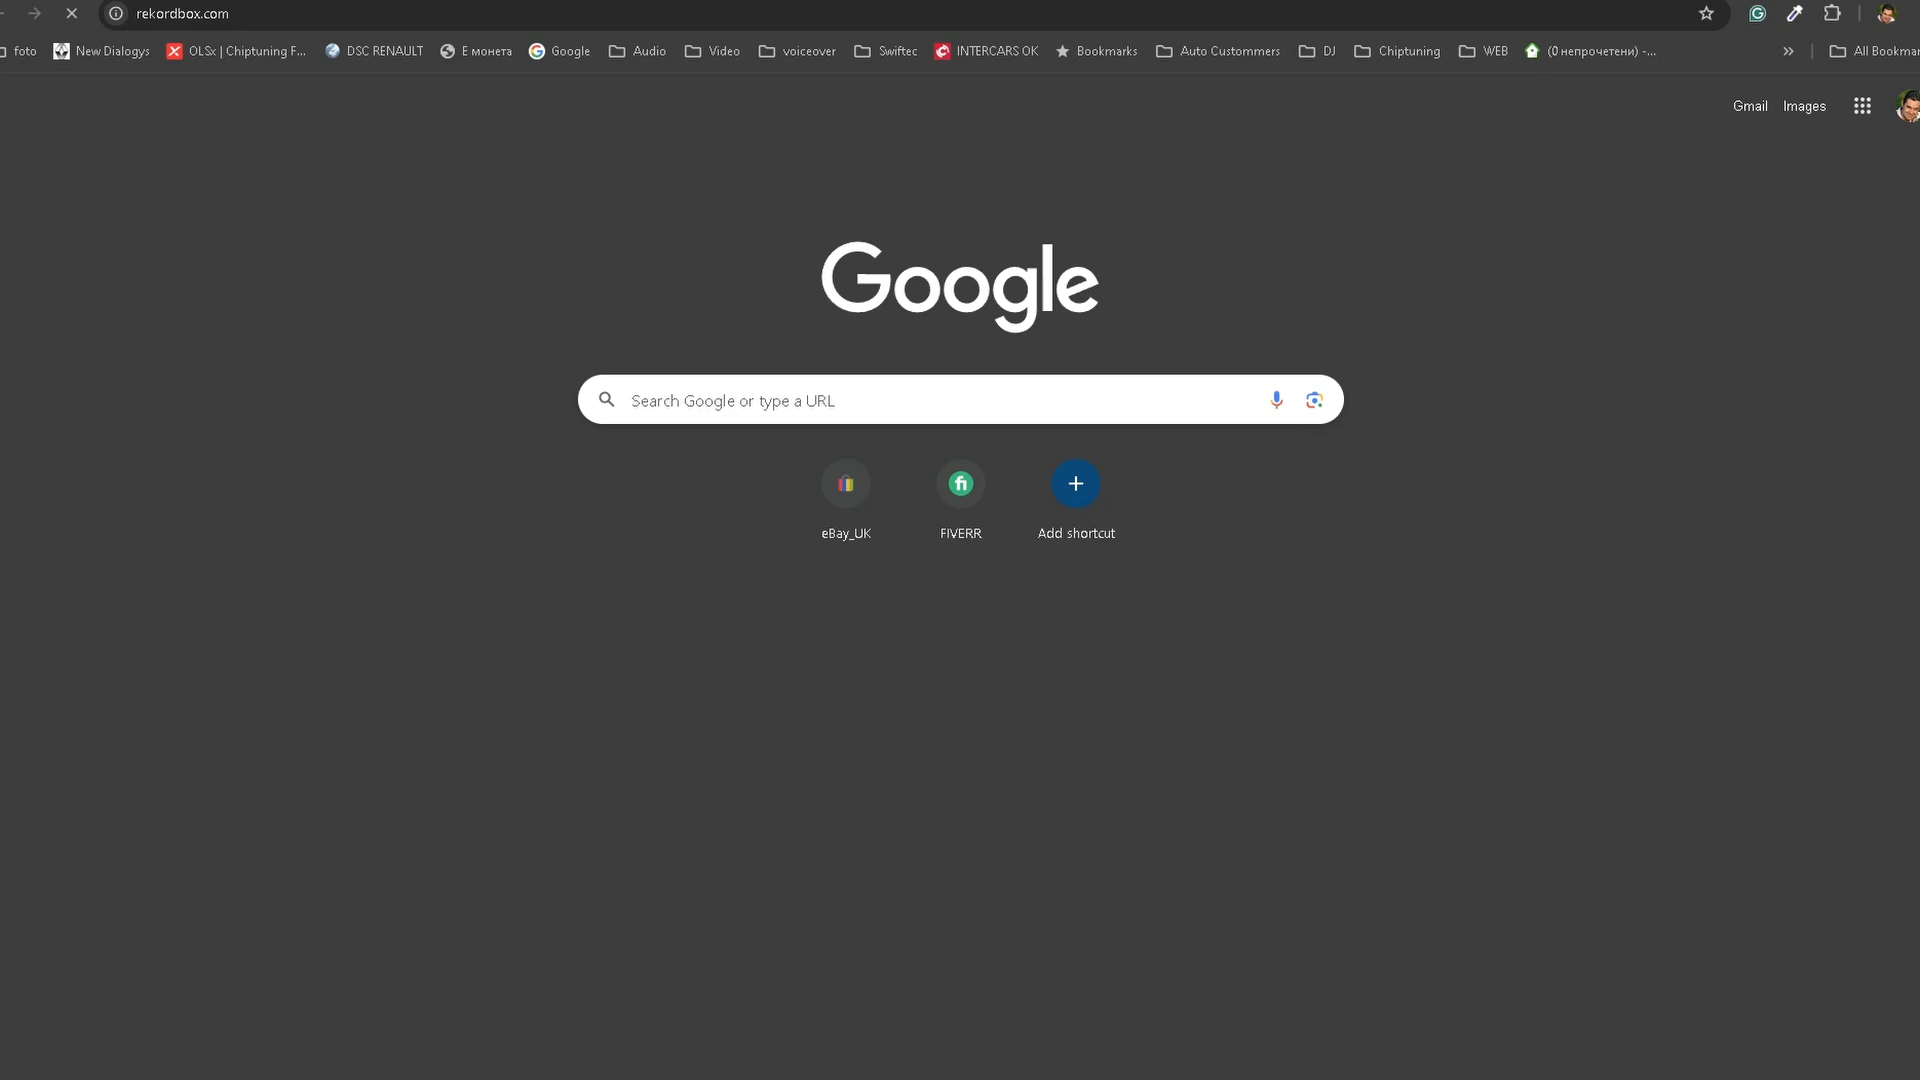 rekordbox.com
foto New Dialogys OLSx | Chiptuning F... DSC RENAULT Е монета Google Audio Video voiceover Swiftec INTERCARS OK Bookmarks Auto Custommers DJ Chiptuning WEB (0 непрочетени) -... » All Bookmar
Gmail Images
Google
Search Google or type a URL
eBay_UK FIVERR Add shortcut